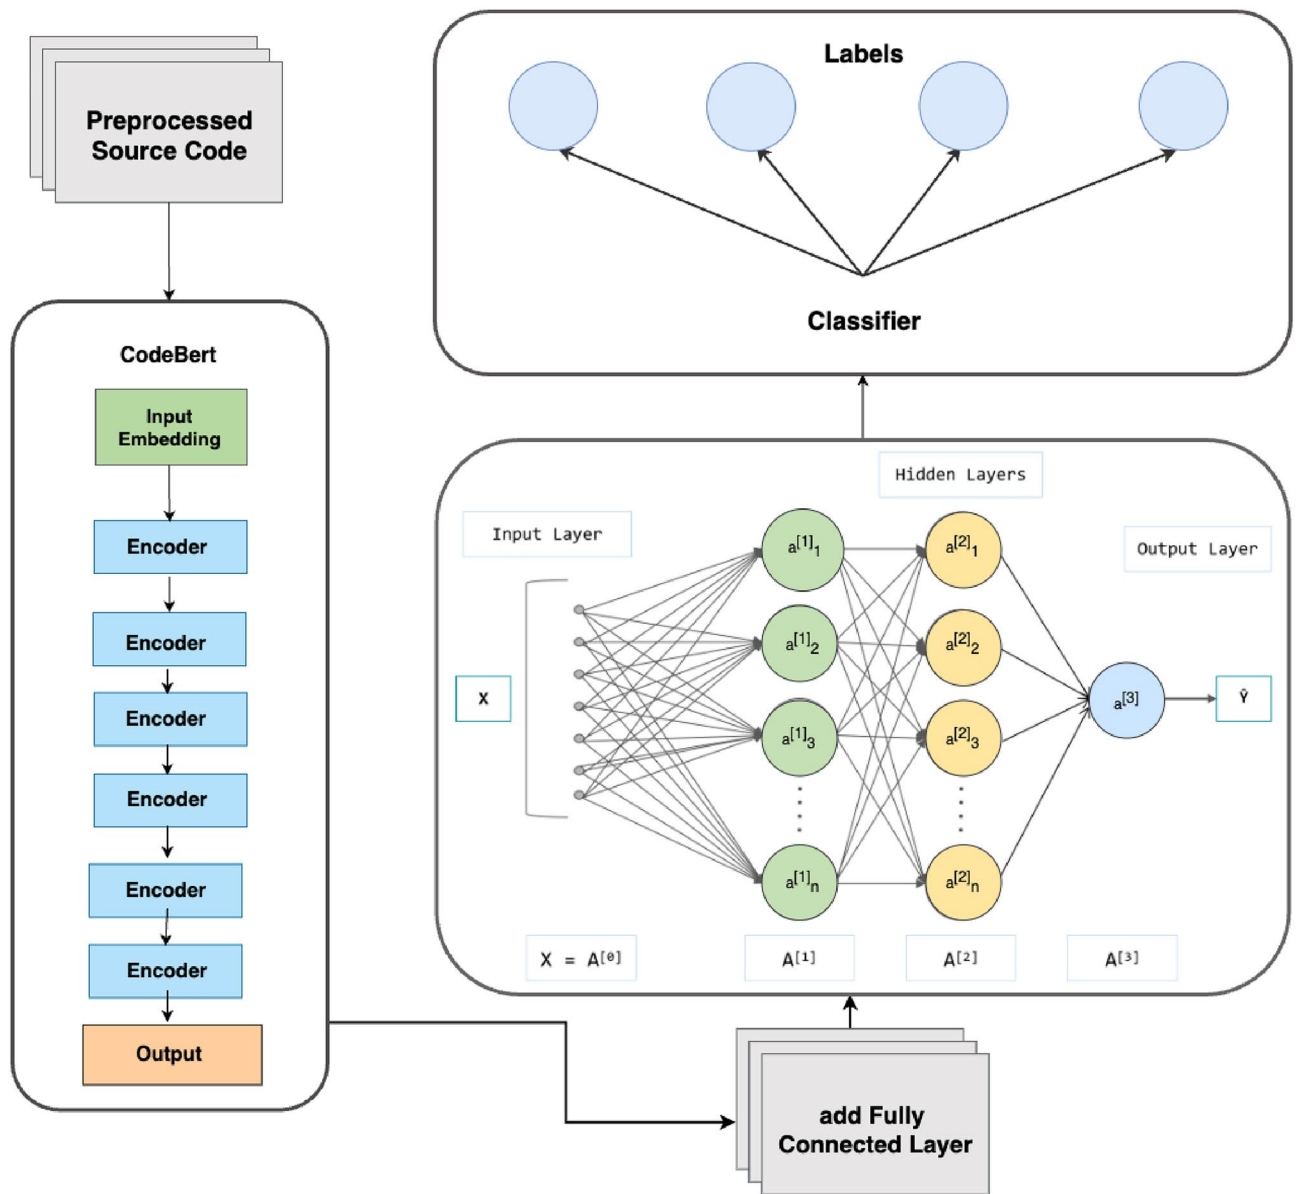 Preprocessed
Source Code
CodeBert
Input
Embedding
Encoder
Encoder
Encoder
Encoder
Encoder
Encoder
Output
Labels
Classifier
Hidden Layers
Input Layer
Output Layer
a[1]1
a[2]1
a[1]2
a[2]2
X
a[3]
Ŷ
a[1]3
a[2]3
a[1]n
a[2]n
X = A[0]
A[1]
A[2]
A[3]
add Fully
Connected Layer